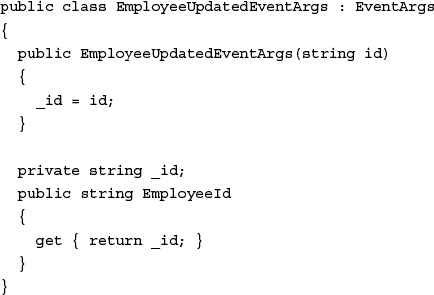 public class EmployeeUpdatedEventArgs : EventArgs
{
  public EmployeeUpdatedEventArgs(string id)
  {
    _id = id;
  }

  private string _id;
  public string EmployeeId
  {
    get { return _id; }
  }
}